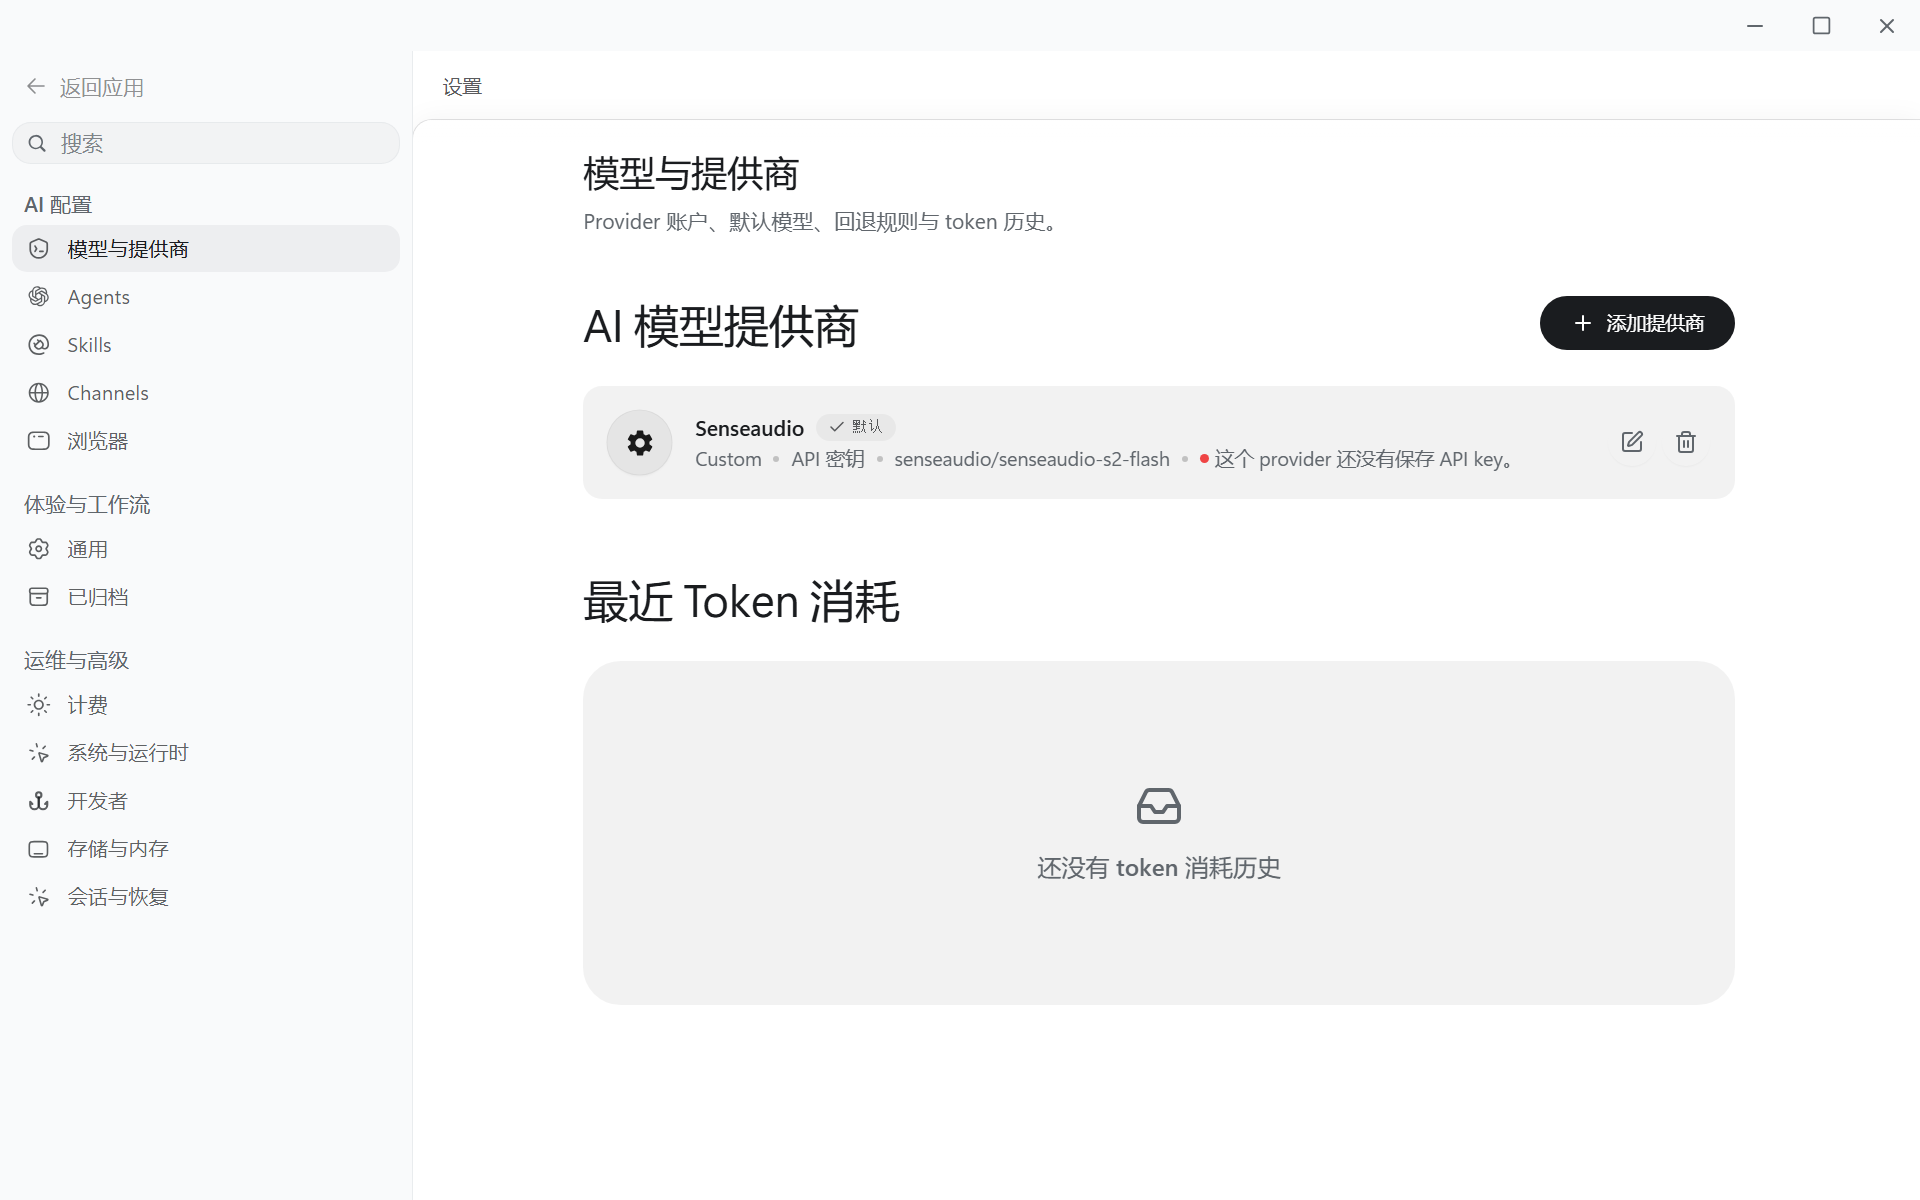 返回应用
搜索
AI 配置
模型与提供商
Agents
Skills
Channels
浏览器
体验与工作流
通用
已归档
运维与高级
计费
系统与运行时
开发者
存储与内存
会话与恢复
设置
模型与提供商
Provider 账户、默认模型、回退规则与 token 历史。
AI 模型提供商
添加提供商
Senseaudio 默认
Custom • API 密钥 • senseaudio/senseaudio-s2-flash • 这个 provider 还没有保存 API key。
最近 Token 消耗
还没有 token 消耗历史